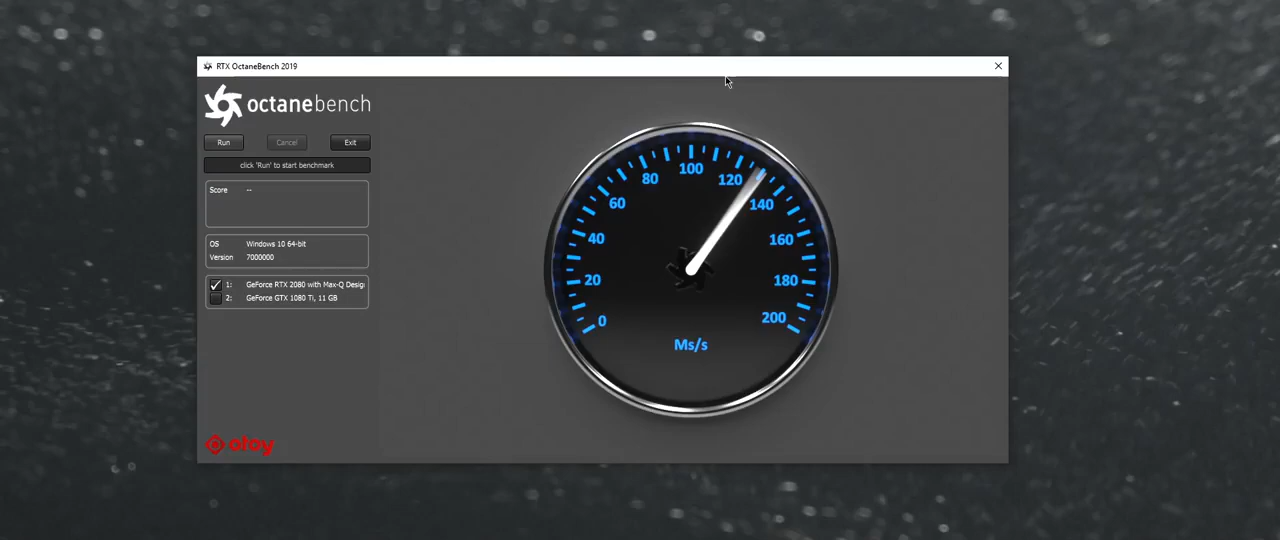 RTX OctaneBench 2019
octanebench
Run
Cancel
Exit
click 'Run' to start benchmark
Score --
OS Windows 10 64-bit
Version 7000000
1: GeForce RTX 2080 with Max-Q Desig
2: GeForce GTX 1080 Ti, 11 GB
otoy
0
20
40
60
80
100
120
140
160
180
200
Ms/s